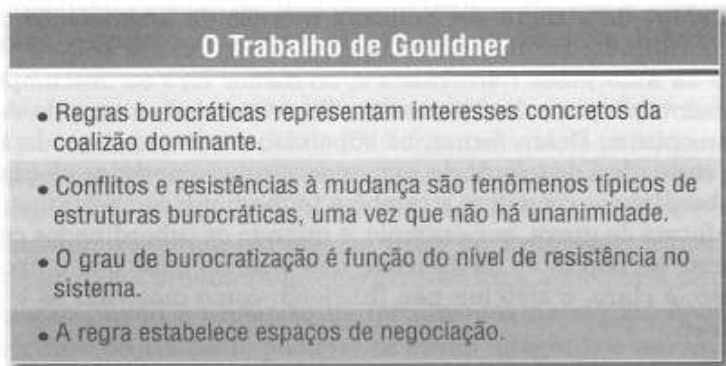 O Trabalho de Gouldner
• Regras burocráticas representam interesses concretos da
coalizão dominante.
• Conflitos e resistências à mudança são fenômenos típicos de
estruturas burocráticas, uma vez que não há unanimidade.
• O grau de burocratização é função do nível de resistência no
sistema.
• A regra estabelece espaços de negociação.